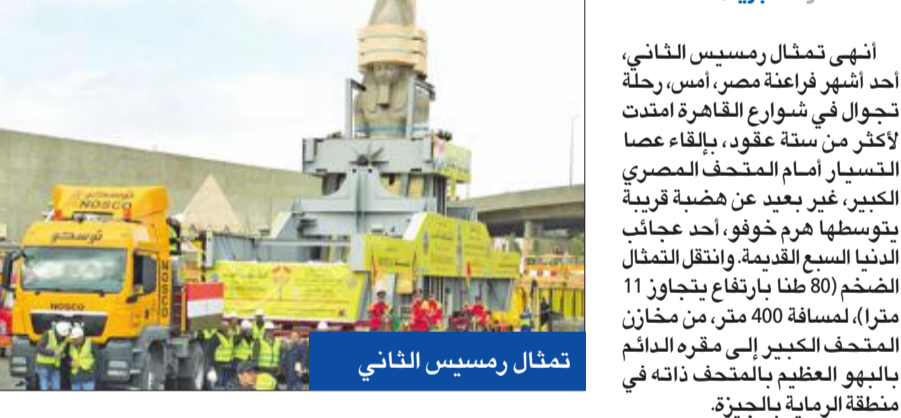 أنهى تمثال رمسيس الثاني،
أحد أشهر فراعنة مصر، أمس، رحلة
تجوال في شوارع القاهرة امتدت
لأكثر من ستة عقود، بإلقاء عصا
التسيار أمام المتحف المصري
الكبير، غير بعيد عن هضبة قريبة
يتوسطها هرم خوفو، أحد عجائب
الدنيا السبع القديمة. وانتقل التمثال
الضخم (80 طنا بارتفاع يتجاوز 11
مترا)، لمسافة 400 متر، من مخازن
المتحف الكبير إلى مقره الدائم
بالبهو العظيم بالمتحف ذاته في
منطقة الرماية بالجيزة.
نوسكو
NOSCO
نوسكو
NOSCO
NOSCO
تمثال رمسيس الثاني